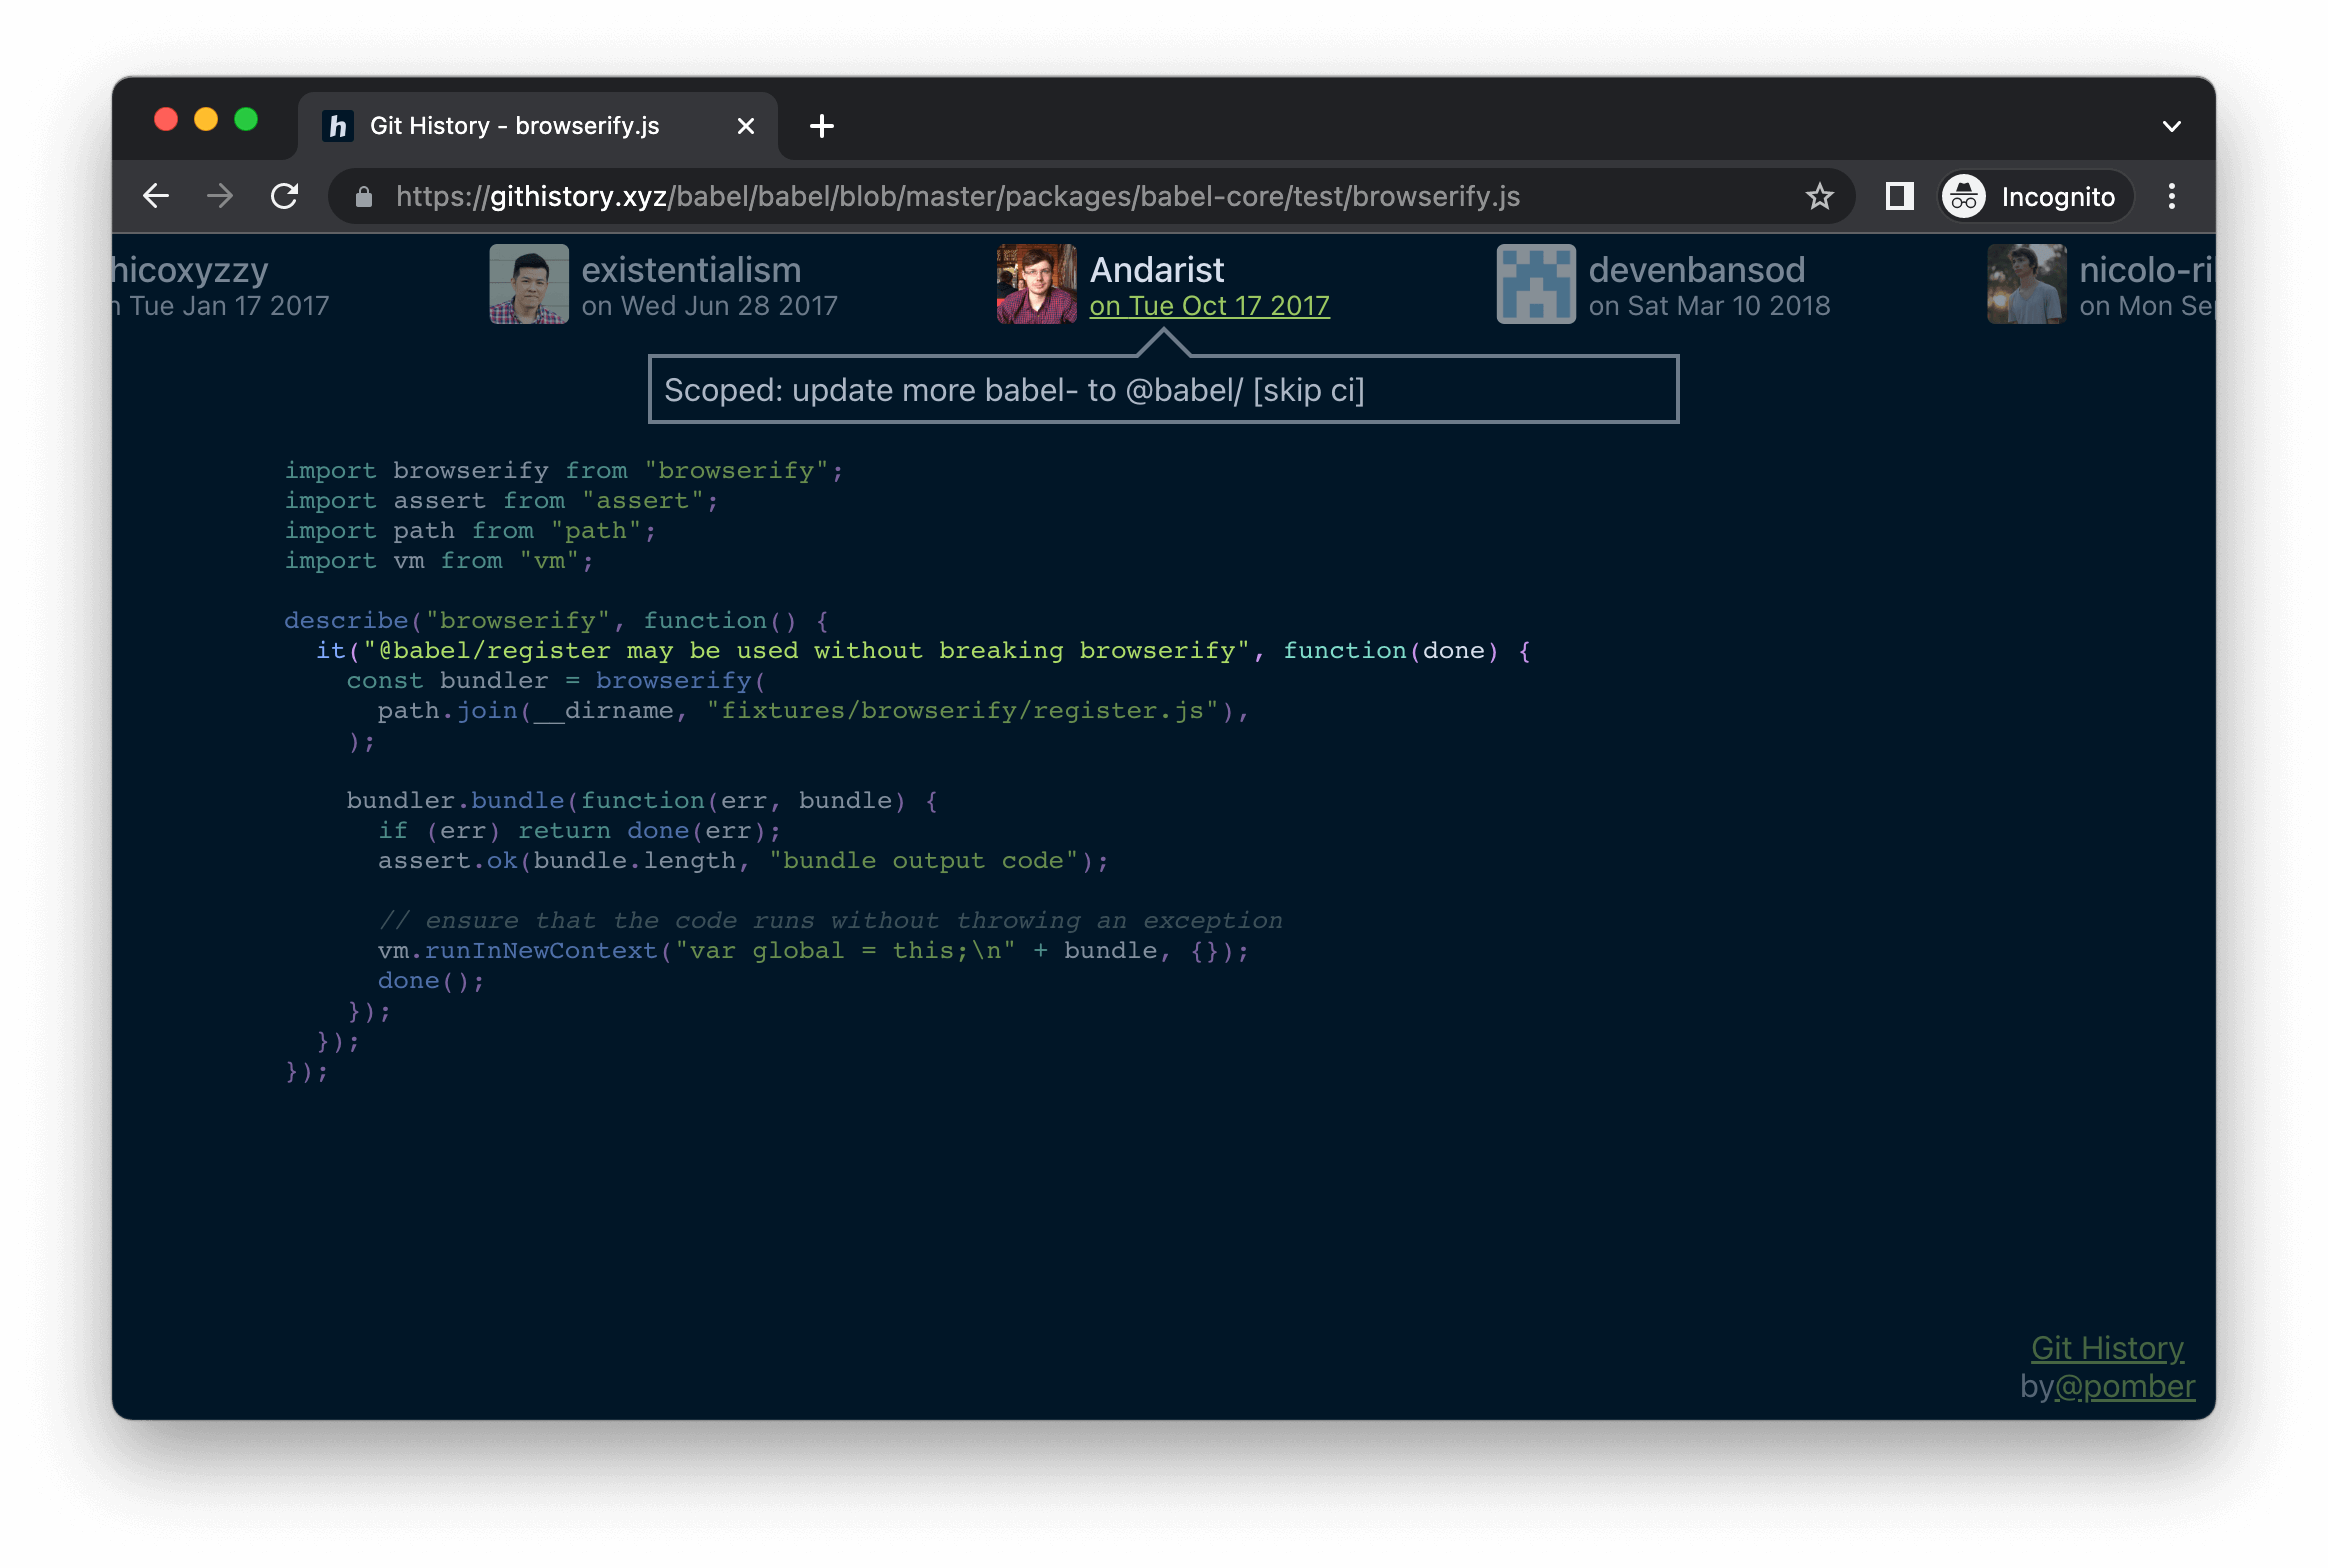 h Git History - browserify.js
https://githistory.xyz/babel/babel/blob/master/packages/babel-core/test/browserify.js
Incognito
hicoxyzzy
n Tue Jan 17 2017
existentialism
on Wed Jun 28 2017
Andarist
on Tue Oct 17 2017
devenbansod
on Sat Mar 10 2018
nicolo-ri
on Mon Sep
Scoped: update more babel- to @babel/ [skip ci]
import browserify from "browserify";
import assert from "assert";
import path from "path";
import vm from "vm";
describe("browserify", function() {
  it("@babel/register may be used without breaking browserify", function(done) {
    const bundler = browserify(
      path.join(__dirname, "fixtures/browserify/register.js"),
    );
    bundler.bundle(function(err, bundle) {
      if (err) return done(err);
      assert.ok(bundle.length, "bundle output code");
      // ensure that the code runs without throwing an exception
      vm.runInNewContext("var global = this;\n" + bundle, {});
      done();
    });
  });
});
Git History
by@pomber